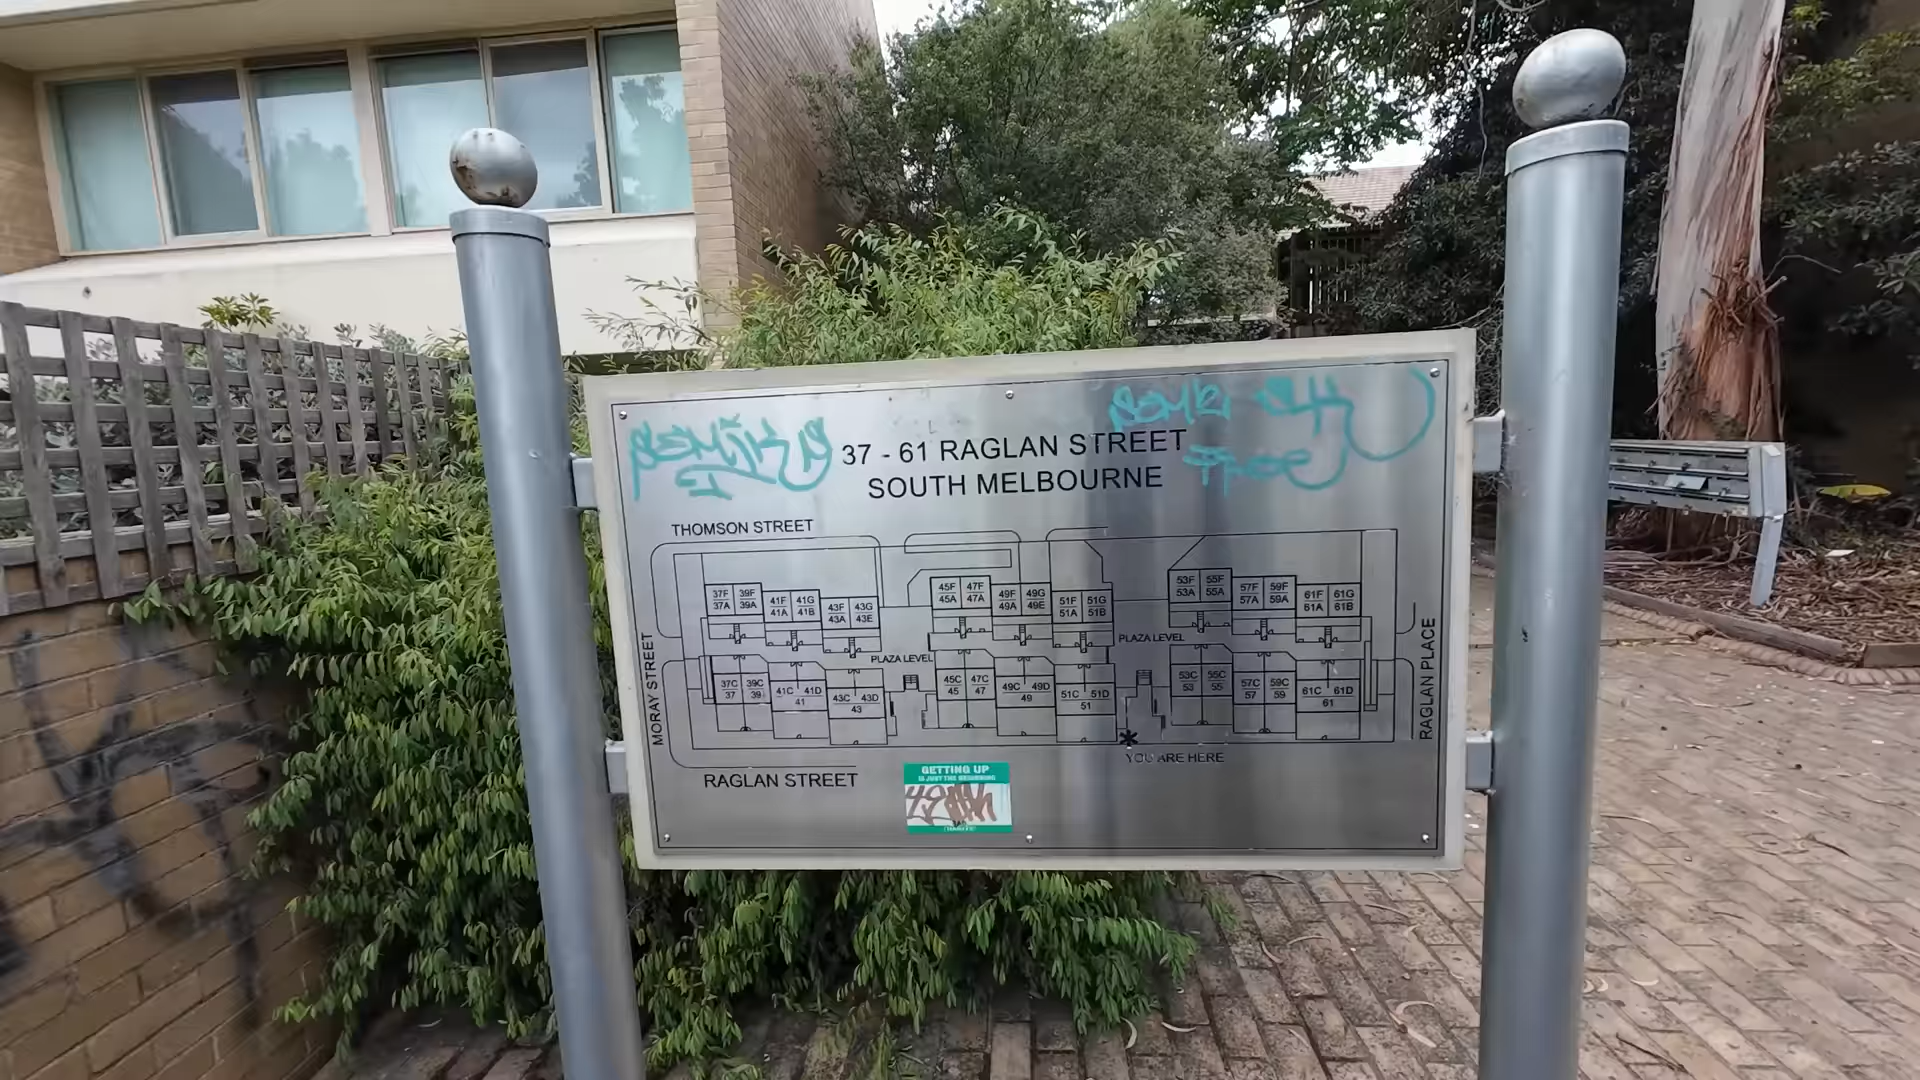 37 - 61 RAGLAN STREET
SOUTH MELBOURNE
THOMSON STREET
37F 39F
37A 39A
41F 41G
41A 41B
43F 43G
43A 43E
45F 47F
45A 47A
49F 49G
49A 49E
51F 51G
51A 51B
53F 55F
53A 55A
57F 59F
57A 59A
61F 61G
61A 61B
PLAZA LEVEL
PLAZA LEVEL
37C 39C
37 39
41C 41D
41
43C 43D
43
45C 47C
45 47
49C 49D
49
51C 51D
51
53C 55C
53 55
57C 59C
57 59
61C 61D
61
MORAY STREET
RAGLAN PLACE
YOU ARE HERE
RAGLAN STREET
GETTING UP
IS JUST THE BEGINNING